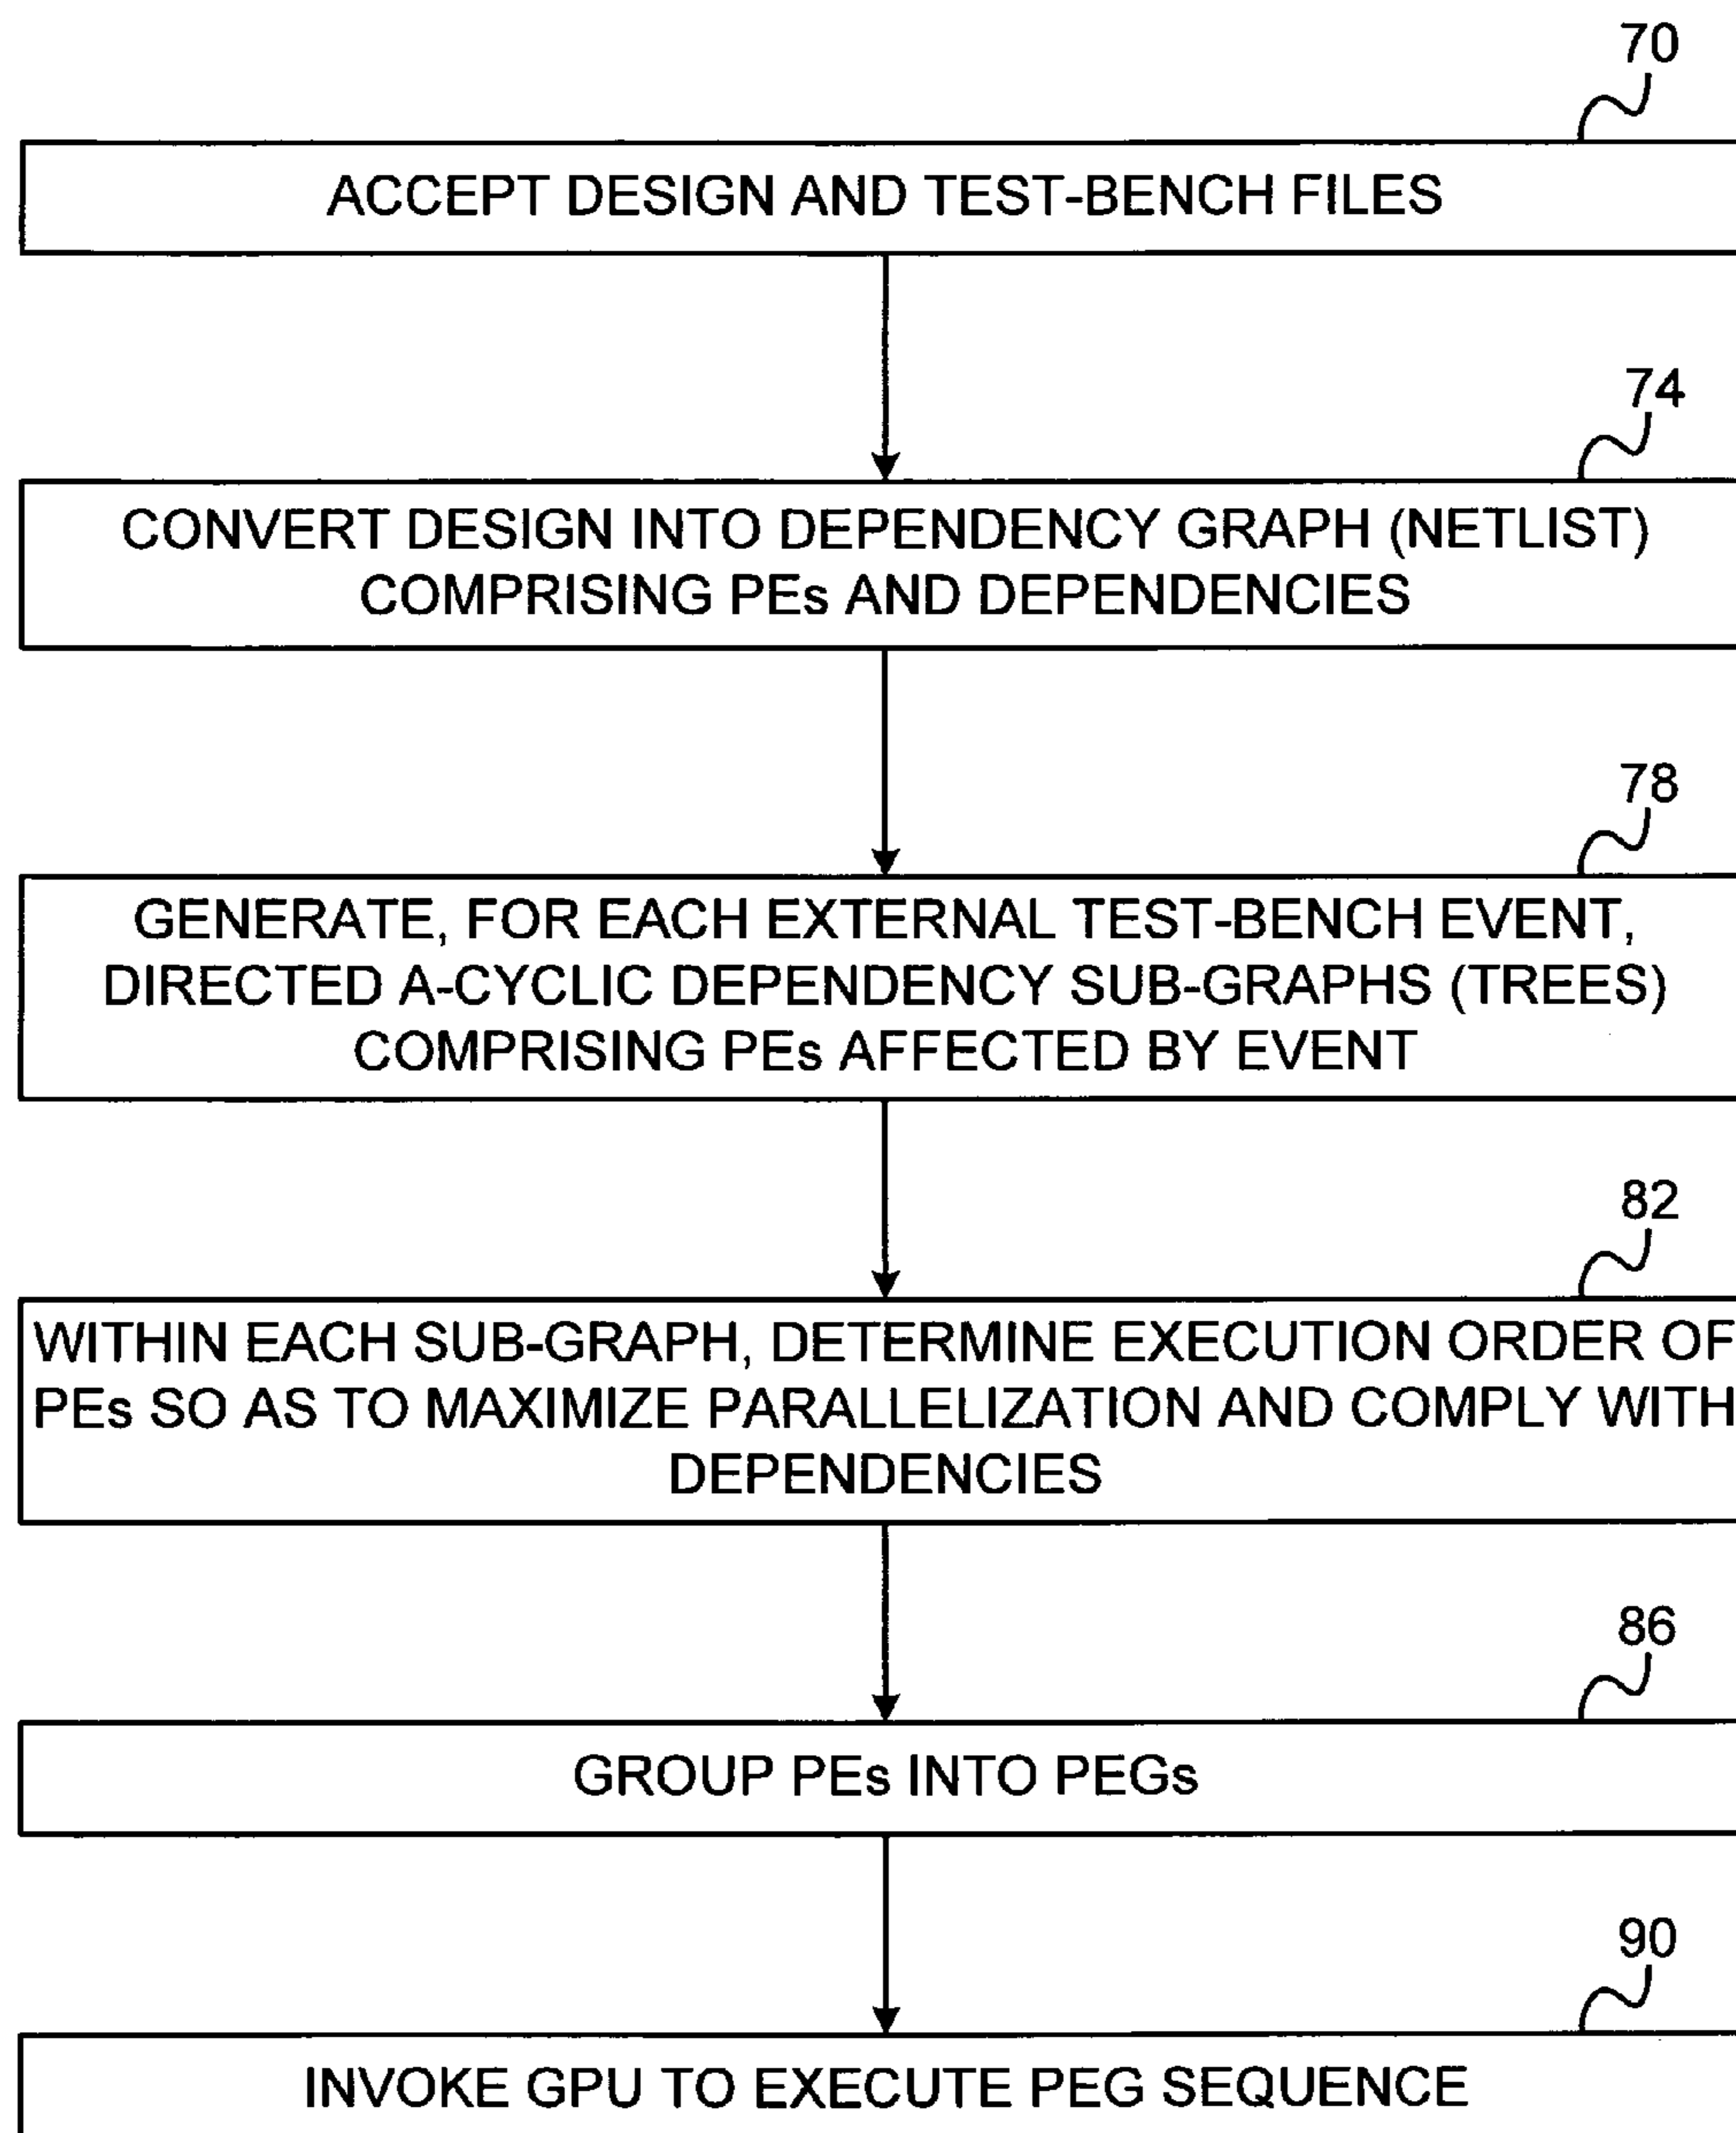 70
ACCEPT DESIGN AND TEST-BENCH FILES
74
CONVERT DESIGN INTO DEPENDENCY GRAPH (NETLIST)
COMPRISING PEs AND DEPENDENCIES
78
GENERATE, FOR EACH EXTERNAL TEST-BENCH EVENT,
DIRECTED A-CYCLIC DEPENDENCY SUB-GRAPHS (TREES)
COMPRISING PEs AFFECTED BY EVENT
82
WITHIN EACH SUB-GRAPH, DETERMINE EXECUTION ORDER OF
PEs SO AS TO MAXIMIZE PARALLELIZATION AND COMPLY WITH
DEPENDENCIES
86
GROUP PEs INTO PEGs
90
INVOKE GPU TO EXECUTE PEG SEQUENCE